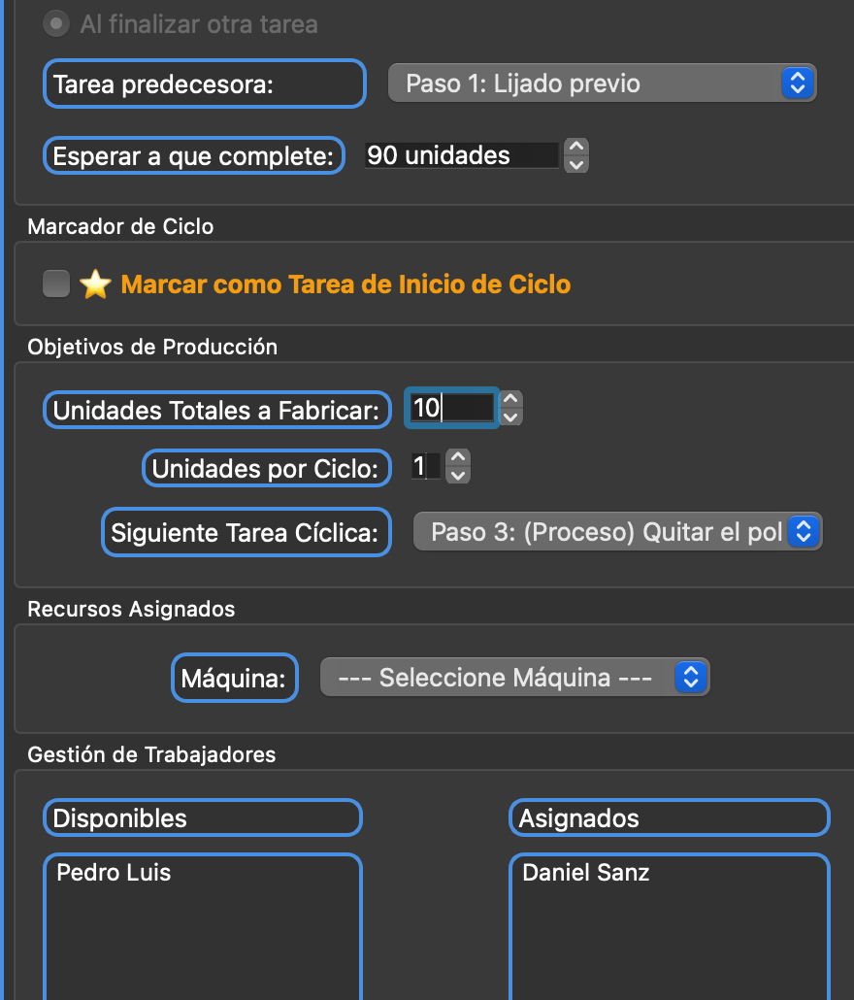 Al finalizar otra tarea
Tarea predecesora: Paso 1: Lijado previo
Esperar a que complete: 90 unidades
Marcador de Ciclo
⭐ Marcar como Tarea de Inicio de Ciclo
Objetivos de Producción
Unidades Totales a Fabricar: 10
Unidades por Ciclo: 1
Siguiente Tarea Cíclica: Paso 3: (Proceso) Quitar el pol
Recursos Asignados
Máquina: --- Seleccione Máquina ---
Gestión de Trabajadores
Disponibles Asignados
Pedro Luis Daniel Sanz